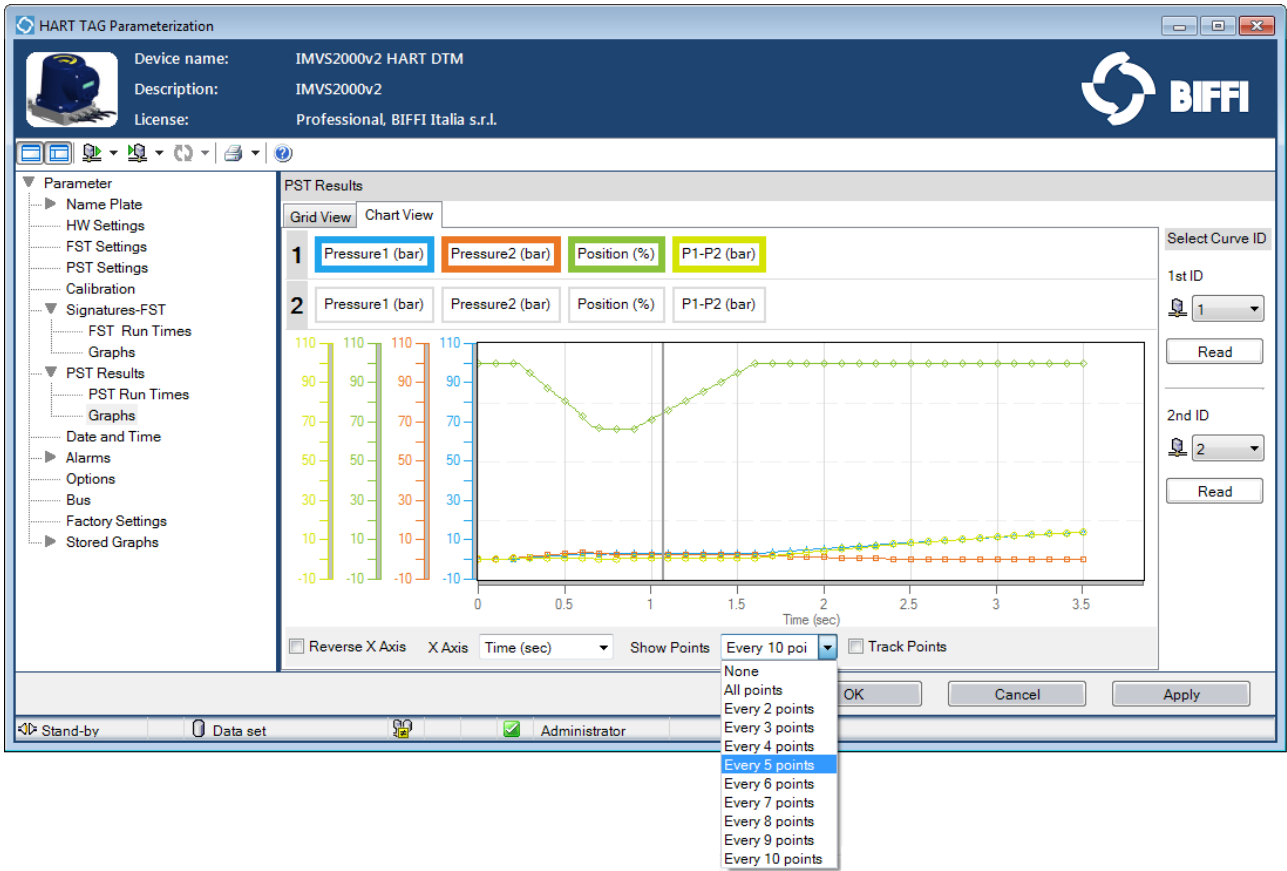 HART TAG Parameterization
Device name: IMVS2000v2 HART DTM
Description: IMVS2000v2
License: Professional, BIFFI Italia s.r.l.
BIFFI
Parameter
Name Plate
HW Settings
FST Settings
PST Settings
Calibration
Signatures-FST
FST Run Times
Graphs
PST Results
PST Run Times
Graphs
Date and Time
Alarms
Options
Bus
Factory Settings
Stored Graphs
PST Results
Grid View Chart View
1 Pressure1 (bar) Pressure2 (bar) Position (%) P1-P2 (bar)
2 Pressure1 (bar) Pressure2 (bar) Position (%) P1-P2 (bar)
110 110 110 110
90 90 90 90
70 70 70 70
50 50 50 50
30 30 30 30
10 10 10 10
-10 -10 -10 -10
0 0.5 1 1.5 2 2.5 3 3.5
Time (sec)
Reverse X Axis X Axis Time (sec) Show Points Every 10 poi Track Points
None
All points
Every 2 points
Every 3 points
Every 4 points
Every 5 points
Every 6 points
Every 7 points
Every 8 points
Every 9 points
Every 10 points
Select Curve ID
1st ID
1
Read
2nd ID
2
Read
OK Cancel Apply
Stand-by Data set Administrator